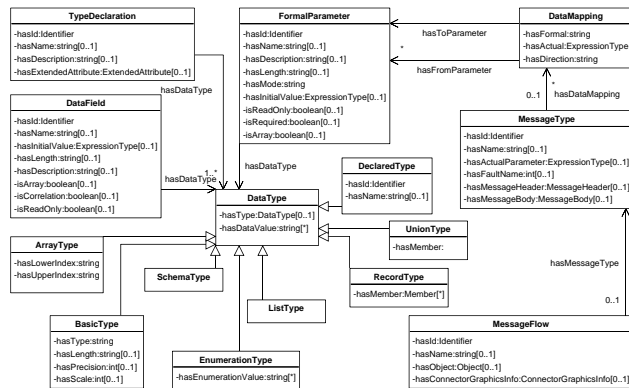 TypeDeclaration
-hasId:Identifier
-hasName:string[0..1]
-hasDescription:string[0..1]
-hasExtendedAttribute:ExtendedAttribute[0..1]
FormalParameter
-hasId:Identifier
-hasName:string[0..1]
-hasDescription:string[0..1]
-hasLength:string[0..1]
-hasMode:string
-hasInitialValue:ExpressionType[0..1]
-isReadOnly:boolean[0..1]
-isRequired:boolean[0..1]
-isArray:boolean[0..1]
DataMapping
-hasFormal:string
-hasActual:ExpressionType
-hasDirection:string
hasToParameter
*
hasFromParameter
*
0..1
hasDataMapping
hasDataType
DataField
-hasId:Identifier
-hasName:string[0..1]
-hasInitialValue:ExpressionType[0..1]
-hasLength:string[0..1]
-hasDescription:string[0..1]
-isArray:boolean[0..1]
-isCorrelation:boolean[0..1]
-isReadOnly:boolean[0..1]
MessageType
-hasId:Identifier
-hasName:string[0..1]
-hasActualParameter:ExpressionType[0..1]
-hasFaultName:int[0..1]
-hasMessageHeader:MessageHeader[0..1]
-hasMessageBody:MessageBody[0..1]
hasDataType
1..*
hasDataType
DeclaredType
-hasId:Identifier
-hasName:string[0..1]
DataType
-hasType:DataType[0..1]
-hasDataValue:string[*]
UnionType
-hasMember:
ArrayType
-hasLowerIndex:string
-hasUpperIndex:string
SchemaType
RecordType
-hasMember:Member[*]
hasMessageType
0..1
ListType
BasicType
-hasType:string
-hasLength:string[0..1]
-hasPrecision:int[0..1]
-hasScale:int[0..1]
EnumerationType
-hasEnumerationValue:string[*]
MessageFlow
-hasId:Identifier
-hasName:string[0..1]
-hasObject:Object[0..1]
-hasConnectorGraphicsInfo:ConnectorGraphicsInfo[0..1]